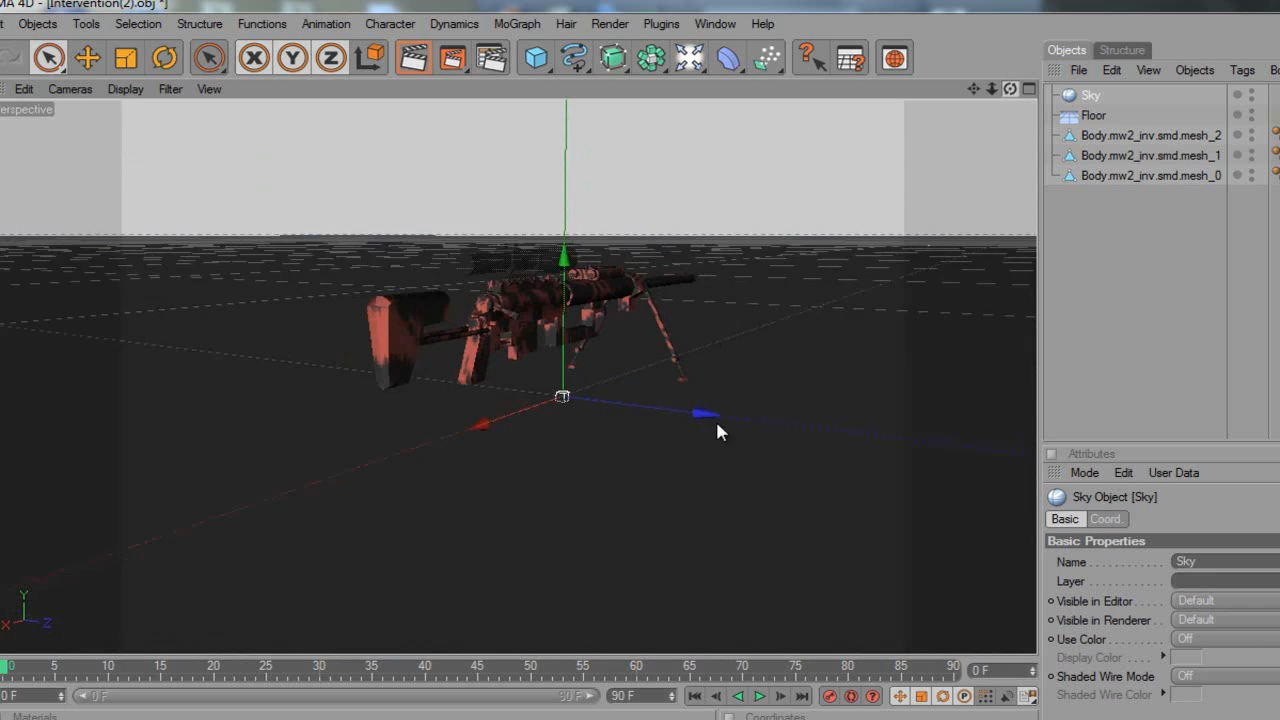 MA 4D - [Intervention(2).obj *]
t Objects Tools Selection Structure Functions Animation Character Dynamics MoGraph Hair Render Plugins Window Help
X Y Z
Objects Structure
File Edit View Objects Tags Bo
Edit Cameras Display Filter View
erspective
Sky
Floor
Body.mw2_inv.smd.mesh_2
Body.mw2_inv.smd.mesh_1
Body.mw2_inv.smd.mesh_0
Attributes
Mode Edit User Data
Sky Object [Sky]
Basic Coord.
Basic Properties
Name Sky
Layer
Visible in Editor Default
Visible in Renderer Default
Use Color Off
Display Color
Shaded Wire Mode Off
Shaded Wire Color
Y
X Z
0 5 10 15 20 25 30 35 40 45 50 55 60 65 70 75 80 85 90 0 F
0 F 0 F 90 F 90 F P
Materials Coordinates